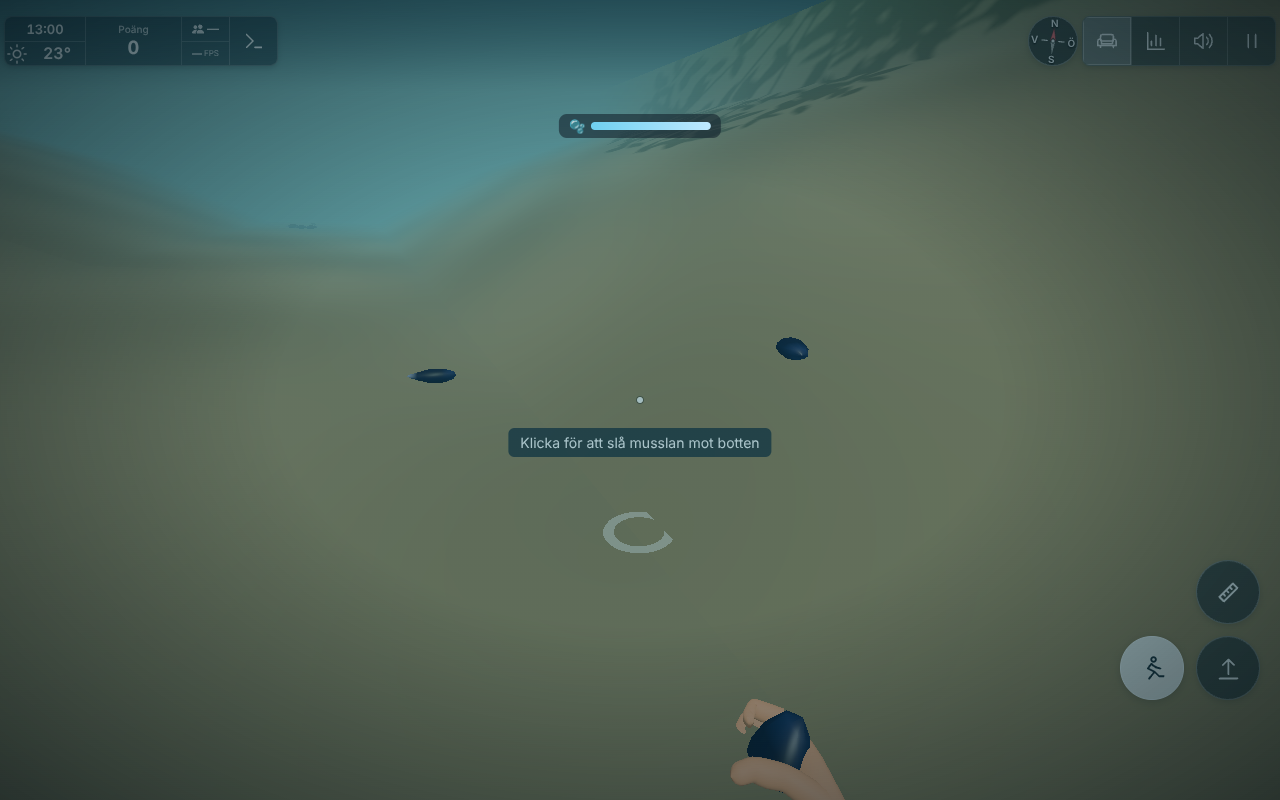 13:00
23°
Poäng
0
—
— FPS
N
V
Ö
S
Klicka för att slå musslan mot botten